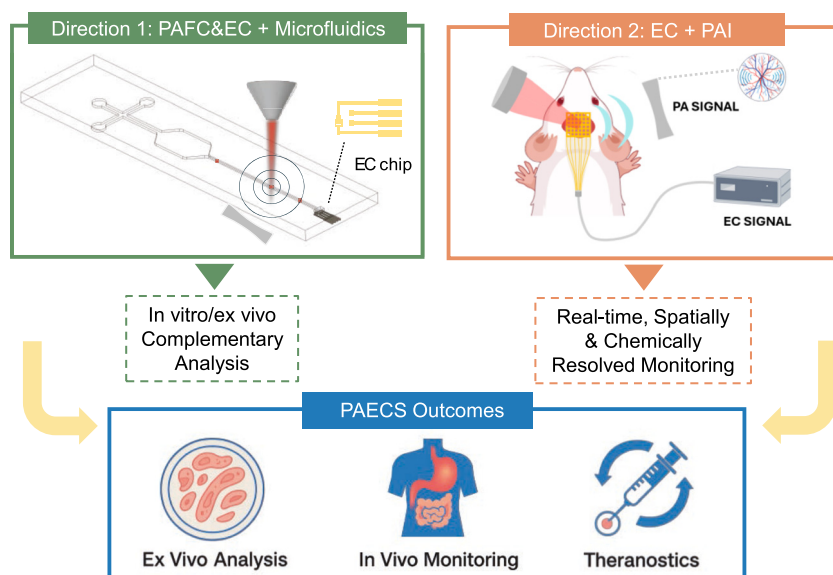 Direction 1: PAFC&EC + Microfluidics
EC chip
In vitro/ex vivo
Complementary
Analysis
Direction 2: EC + PAI
PA SIGNAL
EC SIGNAL
Real-time, Spatially
& Chemically
Resolved Monitoring
PAECS Outcomes
Ex Vivo Analysis
In Vivo Monitoring
Theranostics